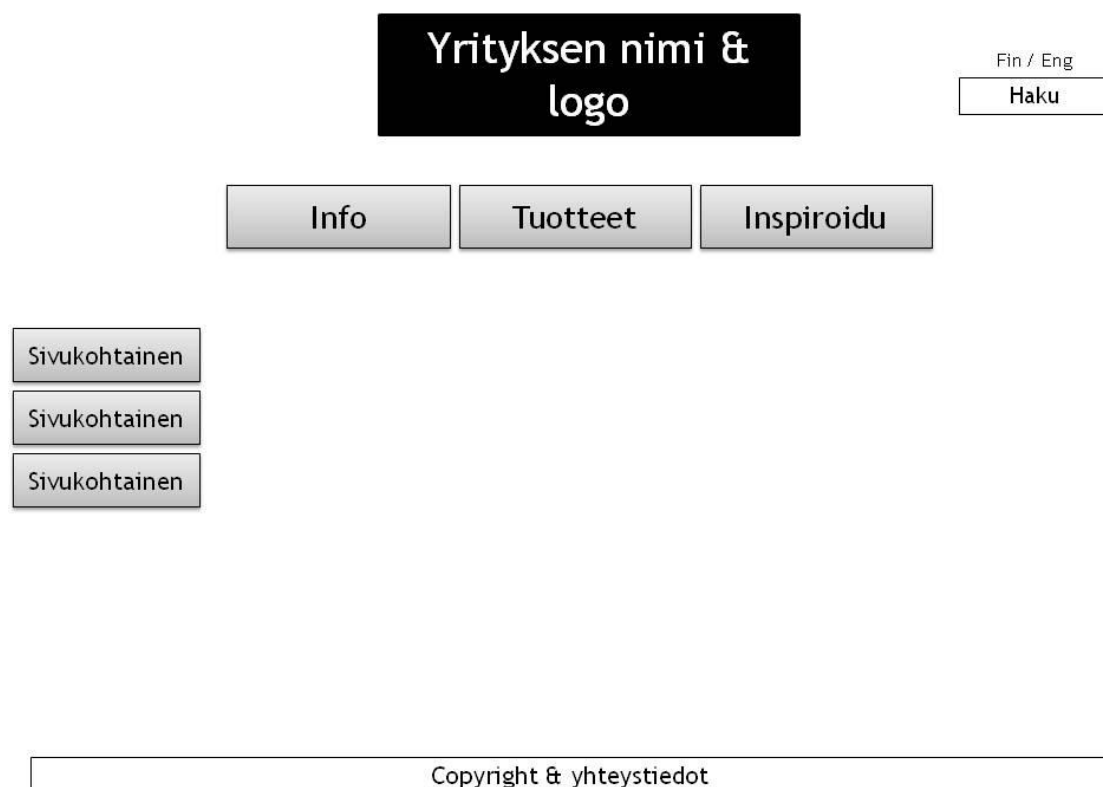 Yrityksen nimi &
logo
Fin / Eng
Haku
Info
Tuotteet
Inspiroidu
Sivukohtainen
Sivukohtainen
Sivukohtainen
Copyright & yhteystiedot